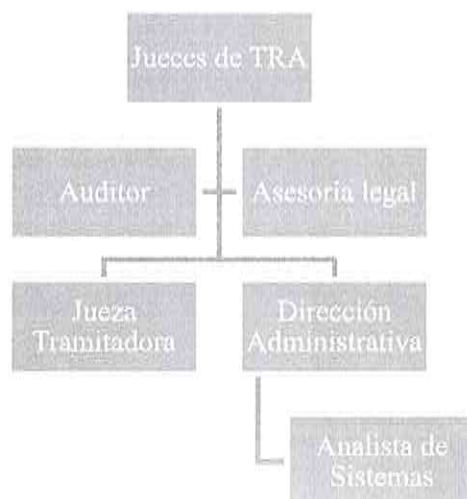 Jueces de TRA
Auditor
Asesoría legal
Jueza
Tramitadora
Dirección
Administrativa
Analista de
Sistemas